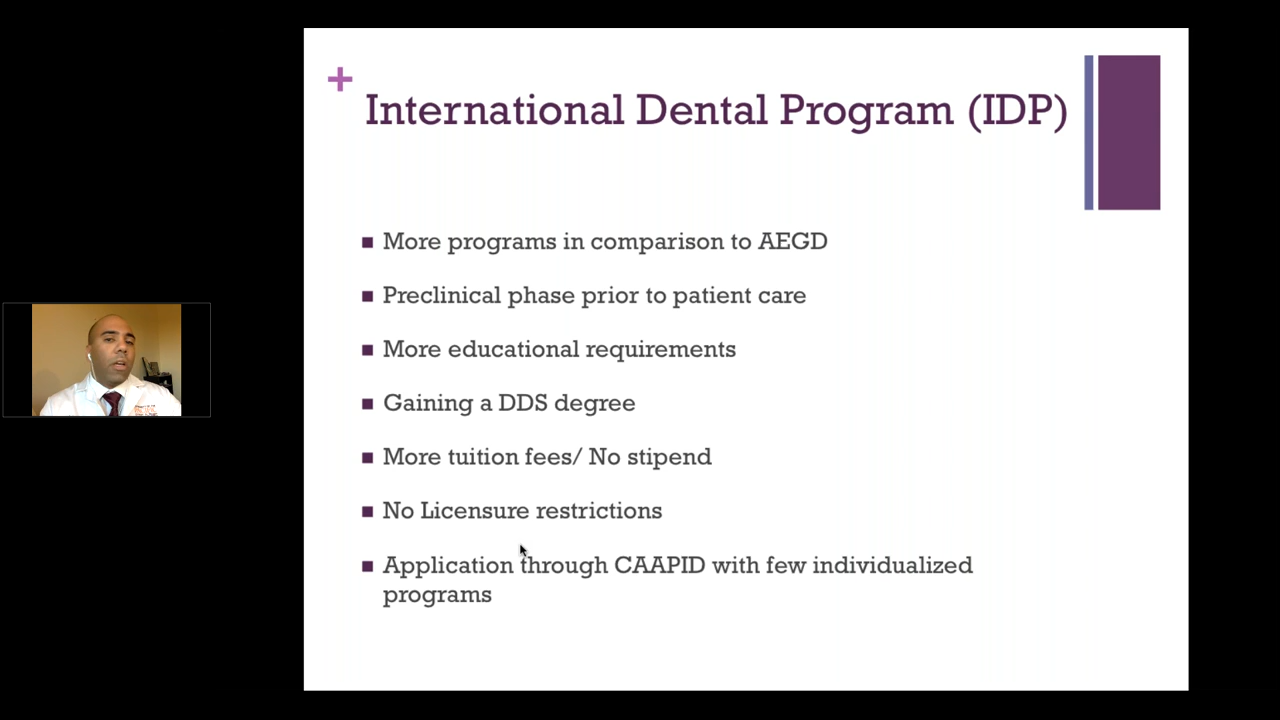 International Dental Program (IDP)
More programs in comparison to AEGD
Preclinical phase prior to patient care
More educational requirements
Gaining a DDS degree
More tuition fees/ No stipend
No Licensure restrictions
Application through CAAPID with few individualized
programs